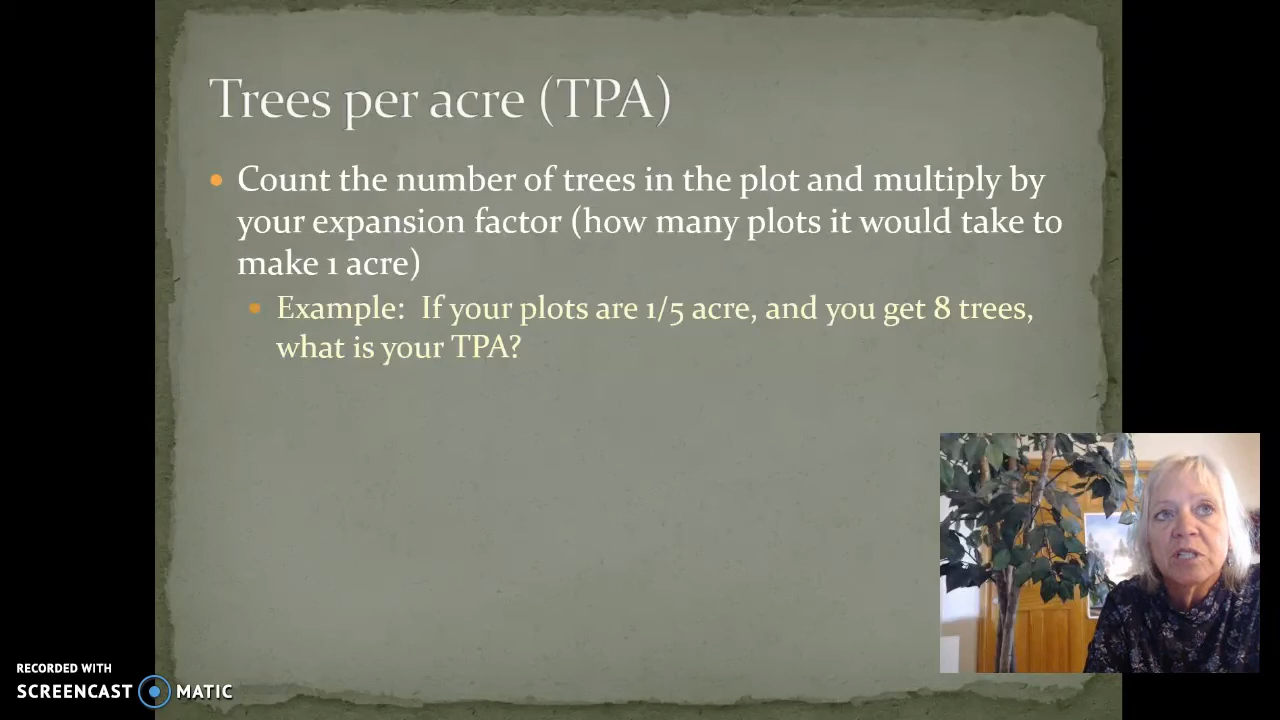 Trees per acre (TPA)
Count the number of trees in the plot and multiply by
your expansion factor (how many plots it would take to
make 1 acre)
Example: If your plots are 1/5 acre, and you get 8 trees,
what is your TPA?
RECORDED WITH
SCREENCAST MATIC